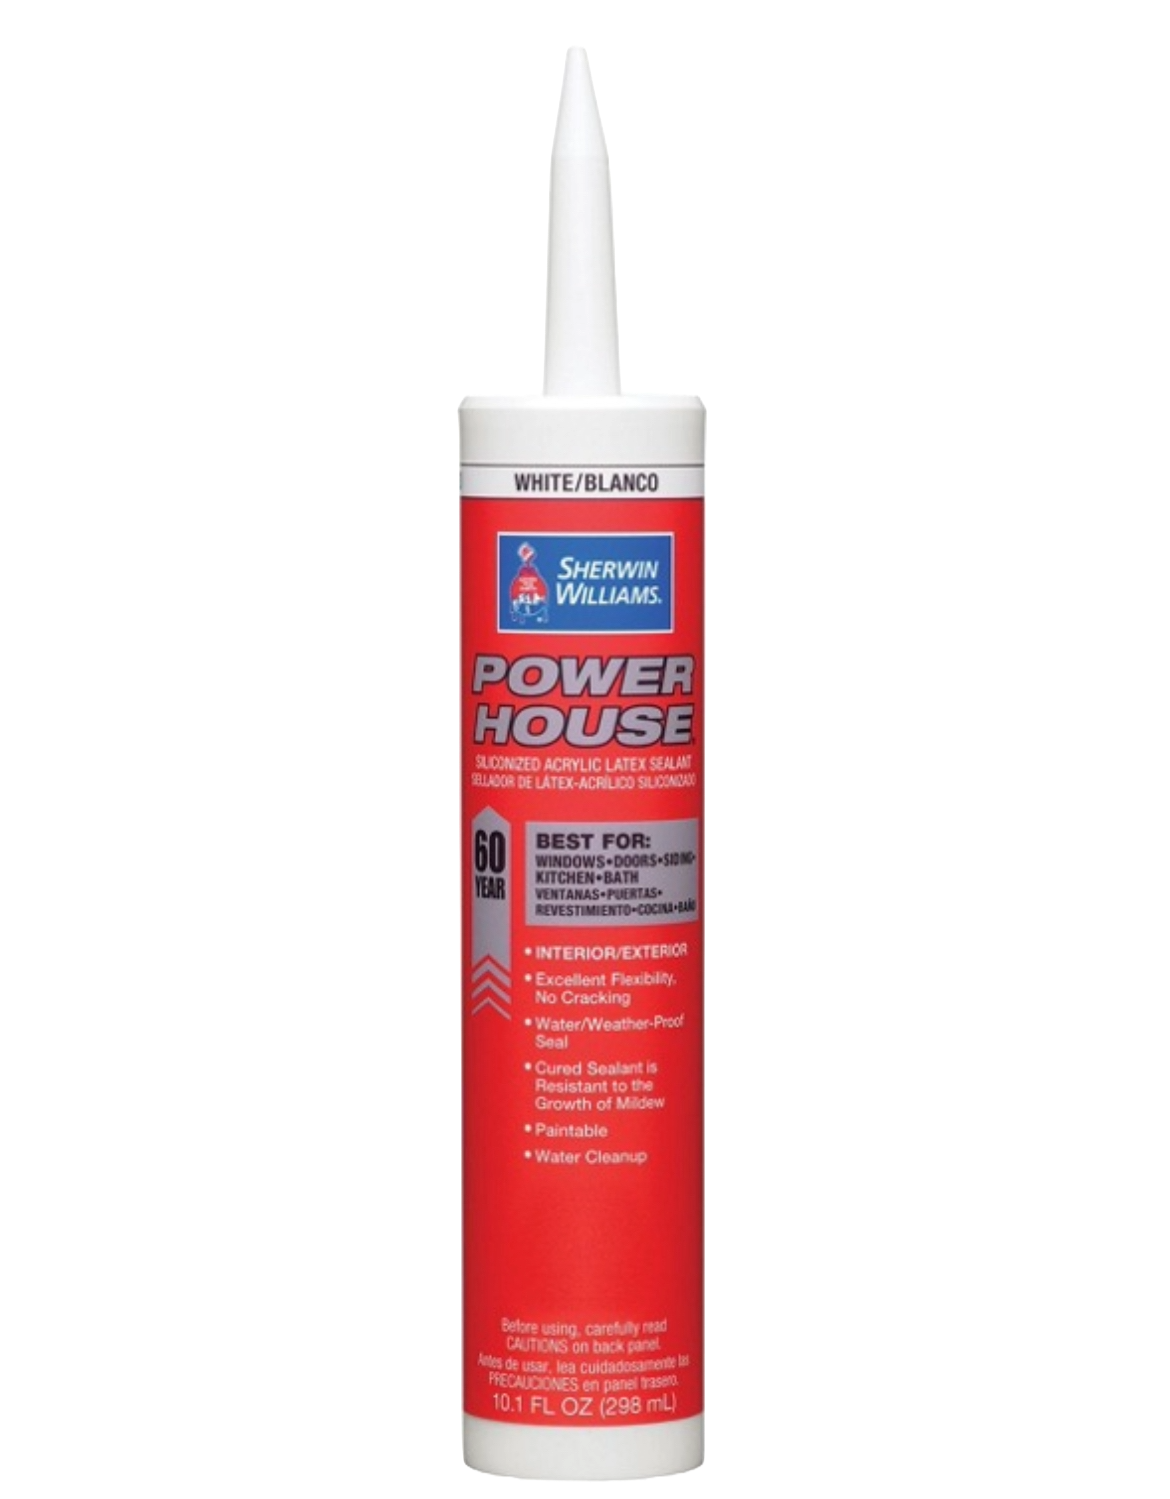 WHITE/BLANCO
SHERWIN
WILLIAMS.
POWER
HOUSE
SILICONIZED ACRYLIC LATEX SEALANT
SELLADOR DE LÁTEX-ACRÍLICO SILICONIZADO
60
YEAR
BEST FOR:
WINDOWS•DOORS•SIDING•
KITCHEN•BATH
VENTANAS•PUERTAS•
REVESTIMIENTO•COCINA•BAÑO
• INTERIOR/EXTERIOR
• Excellent Flexibility,
No Cracking
• Water/Weather-Proof
Seal
• Cured Sealant is
Resistant to the
Growth of Mildew
• Paintable
• Water Cleanup
Before using, carefully read
CAUTIONS on back panel.
Antes de usar, lea cuidadosamente las
PRECAUCIONES en panel trasero.
10.1 FL OZ (298 mL)